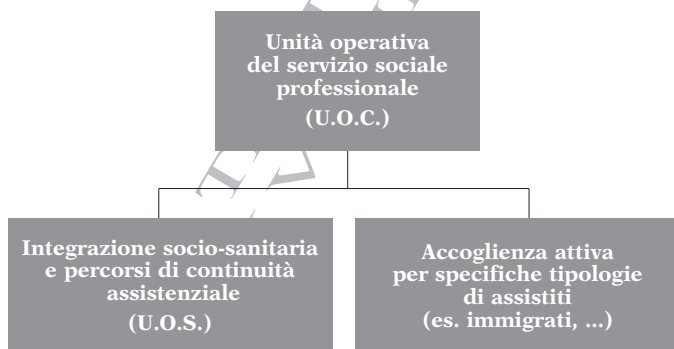 Unità operativa
del servizio sociale
professionale
(U.O.C.)
Integrazione socio-sanitaria
e percorsi di continuità
assistenziale
(U.O.S.)
Accoglienza attiva
per specifiche tipologie
di assistiti
(es. immigrati, ...)